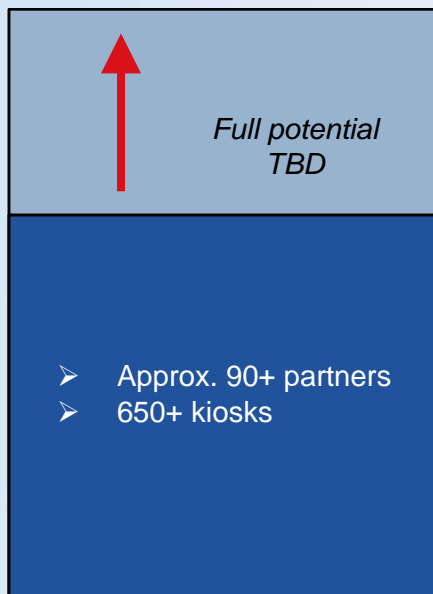 Full potential
TBD
➢ Approx. 90+ partners
➢ 650+ kiosks